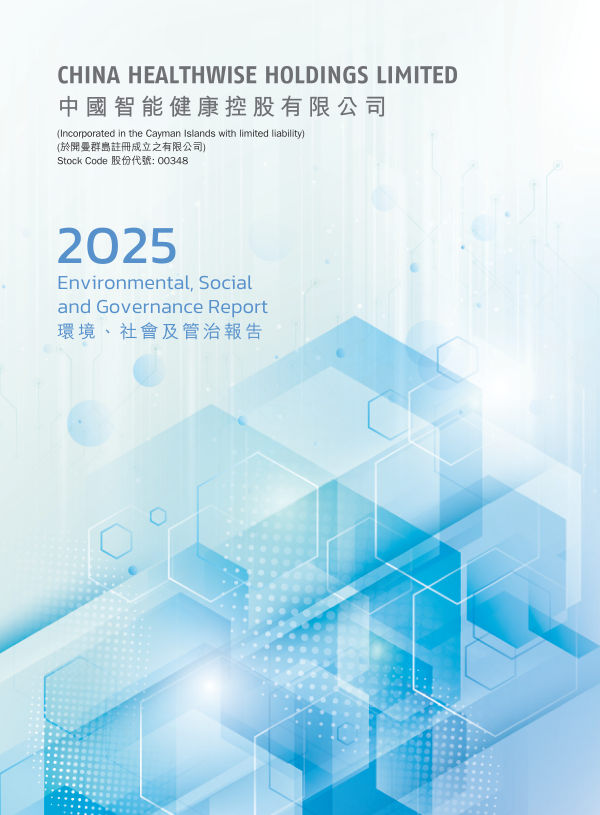 CHINA HEALTHWISE HOLDINGS LIMITED
中國智能健康控股有限公司
(Incorporated in the Cayman Islands with limited liability)
(於開曼群島註冊成立之有限公司)
Stock Code 股份代號: 00348
2025
Environmental, Social
and Governance Report
環境、社會及管治報告